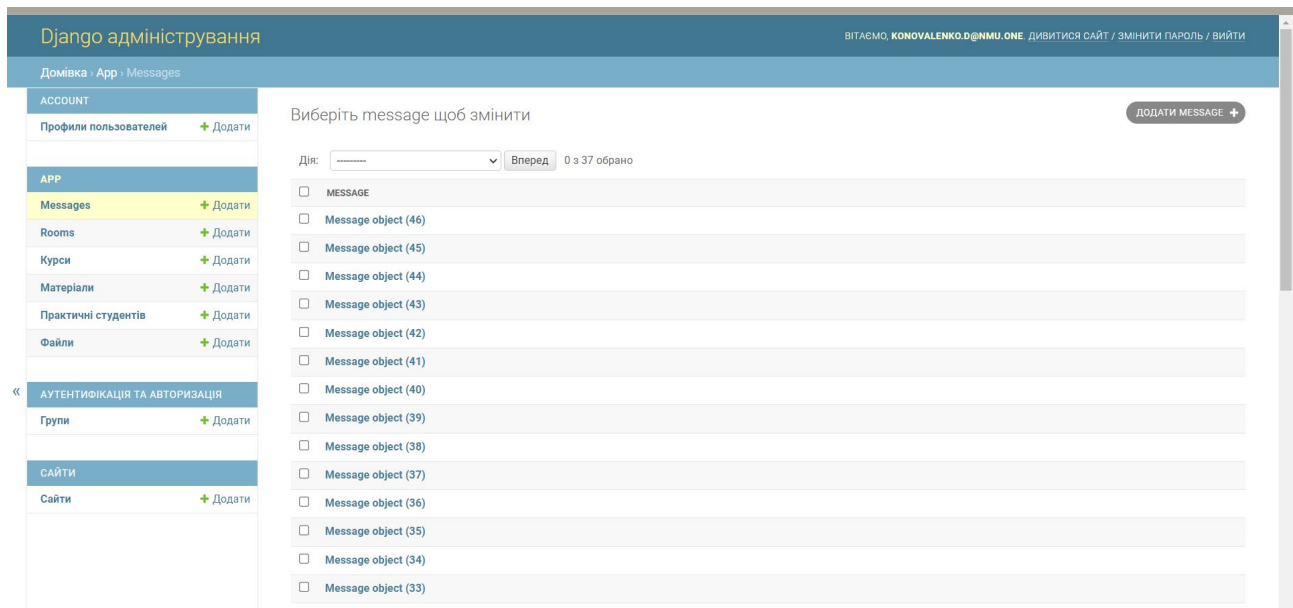 Django адміністрування
ВІТАЄМО, KONOVALENKO.D@NMU.ONE. ДИВИТИСЯ САЙТ / ЗМІНИТИ ПАРОЛЬ / ВИЙТИ
Домівка › App › Messages
ACCOUNT
Профили пользователей + Додати
APP
Messages + Додати
Rooms + Додати
Курси + Додати
Матеріали + Додати
Практичні студентів + Додати
Файли + Додати
«
АУТЕНТИФІКАЦІЯ ТА АВТОРИЗАЦІЯ
Групи + Додати
САЙТИ
Сайти + Додати
Виберіть message щоб змінити
ДОДАТИ MESSAGE +
Дія: --------- Вперед 0 з 37 обрано
MESSAGE
Message object (46)
Message object (45)
Message object (44)
Message object (43)
Message object (42)
Message object (41)
Message object (40)
Message object (39)
Message object (38)
Message object (37)
Message object (36)
Message object (35)
Message object (34)
Message object (33)